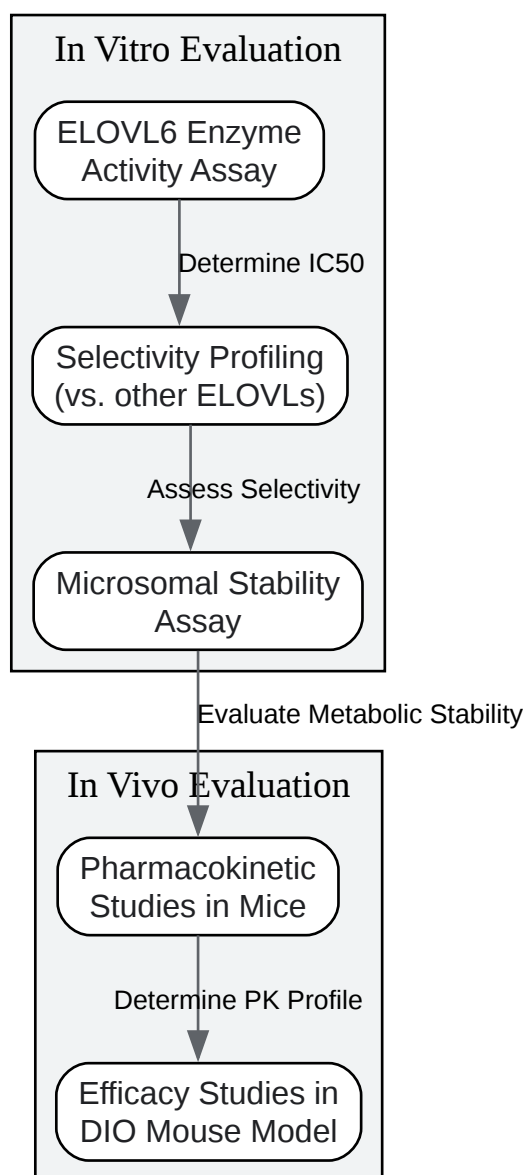 In Vitro Evaluation
ELOVL6 Enzyme
Activity Assay
Determine IC50
Selectivity Profiling
(vs. other ELOVLs)
Assess Selectivity
Microsomal Stability
Assay
Evaluate Metabolic Stability
In Vivo Evaluation
Pharmacokinetic
Studies in Mice
Determine PK Profile
Efficacy Studies in
DIO Mouse Model